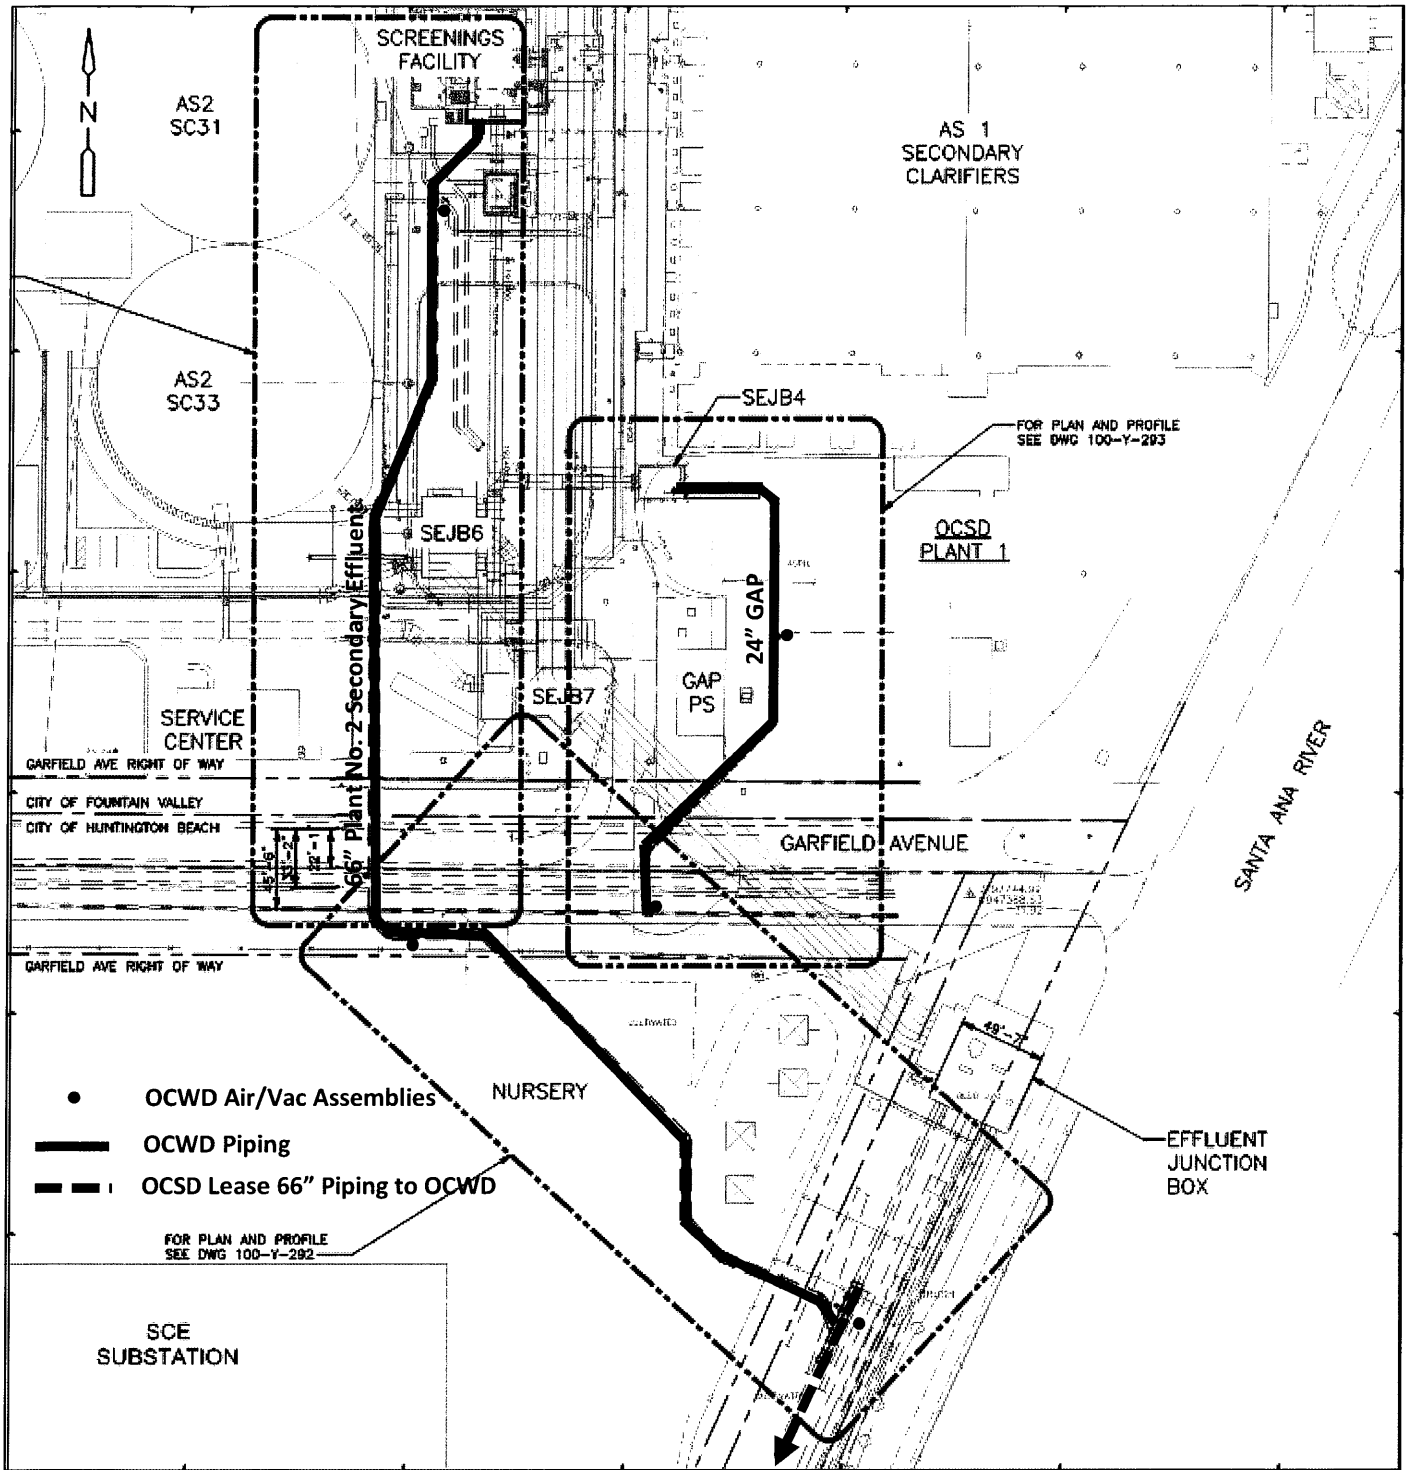 SCREENINGS
FACILITY
N
AS2
SC31
AS 1
SECONDARY
CLARIFIERS
AS2
SC33
SEJB4
FOR PLAN AND PROFILE
SEE DWG 100-Y-293
OCSD
PLANT 1
SEJB6
66” Plant No. 2 Secondary Effluent
24” GAP
GAP
PS
SEJB7
SERVICE
CENTER
GARFIELD AVE RIGHT OF WAY
CITY OF FOUNTAIN VALLEY
CITY OF HUNTINGTON BEACH
GARFIELD AVENUE
SANTA ANA RIVER
45'-6"
33'-2"
GARFIELD AVE RIGHT OF WAY
NURSERY
OCWD Air/Vac Assemblies
OCWD Piping
OCSD Lease 66” Piping to OCWD
EFFLUENT
JUNCTION
BOX
FOR PLAN AND PROFILE
SEE DWG 100-Y-292
SCE
SUBSTATION